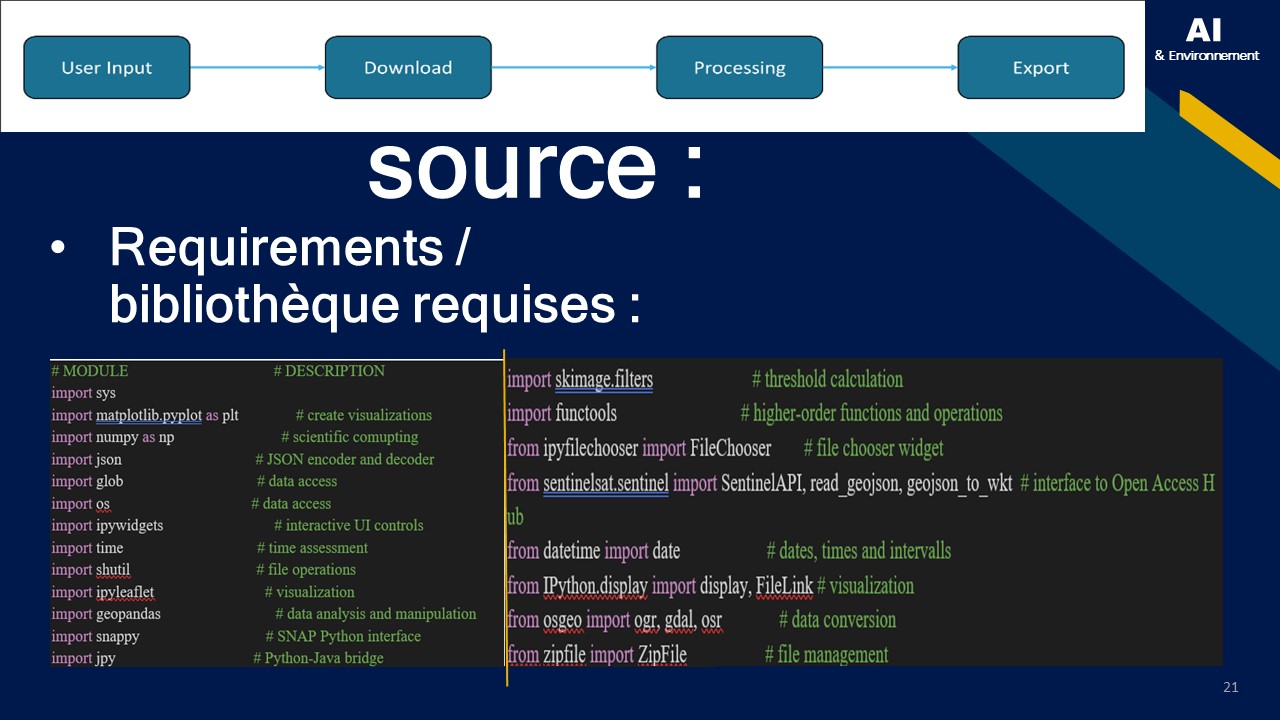 User Input
Download
Processing
Export
AI
& Environnement
source :
• Requirements /
bibliothèque requises :
# MODULE # DESCRIPTION
import sys
import matplotlib.pyplot as plt # create visualizations
import numpy as np # scientific comupting
import json # JSON encoder and decoder
import glob # data access
import os # data access
import ipywidgets # interactive UI controls
import time # time assessment
import shutil # file operations
import ipyleaflet # visualization
import geopandas # data analysis and manipulation
import snappy # SNAP Python interface
import jpy # Python-Java bridge
import skimage.filters # threshold calculation
import functools # higher-order functions and operations
from ipyfilechooser import FileChooser # file chooser widget
from sentinelsat.sentinel import SentinelAPI, read_geojson, geojson_to_wkt # interface to Open Access H
ub
from datetime import date # dates, times and intervalls
from IPython.display import display, FileLink # visualization
from osgeo import ogr, gdal, osr # data conversion
from zipfile import ZipFile # file management
21